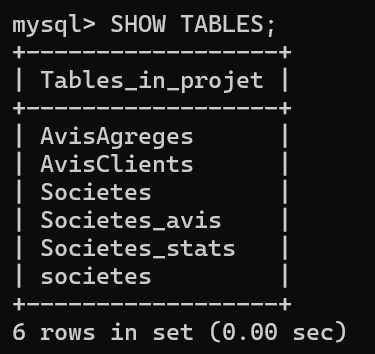 mysql> SHOW TABLES;
+-------------------+
| Tables_in_projet |
+-------------------+
| AvisAgreges |
| AvisClients |
| Societes |
| Societes_avis |
| Societes_stats |
| societes |
+-------------------+
6 rows in set (0.00 sec)